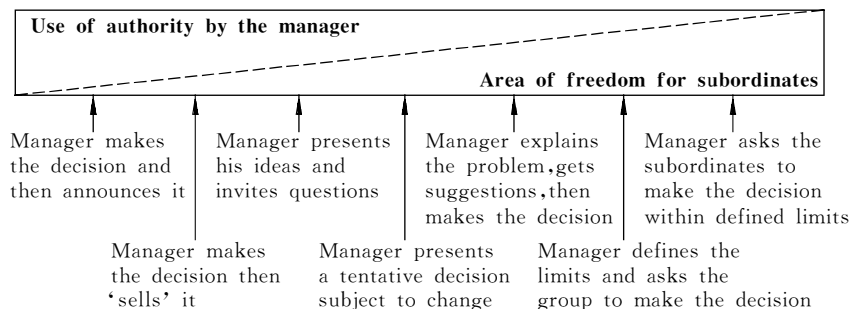 Use of authority by the manager
Area of freedom for subordinates
Manager makes
the decision and
then announces it
Manager presents
his ideas and
invites questions
Manager explains
the problem,gets
suggestions,then
makes the decision
Manager asks the
subordinates to
make the decision
within defined limits
Manager makes
the decision then
‘sells’ it
Manager presents
a tentative decision
subject to change
Manager defines the
limits and asks the
group to make the decision